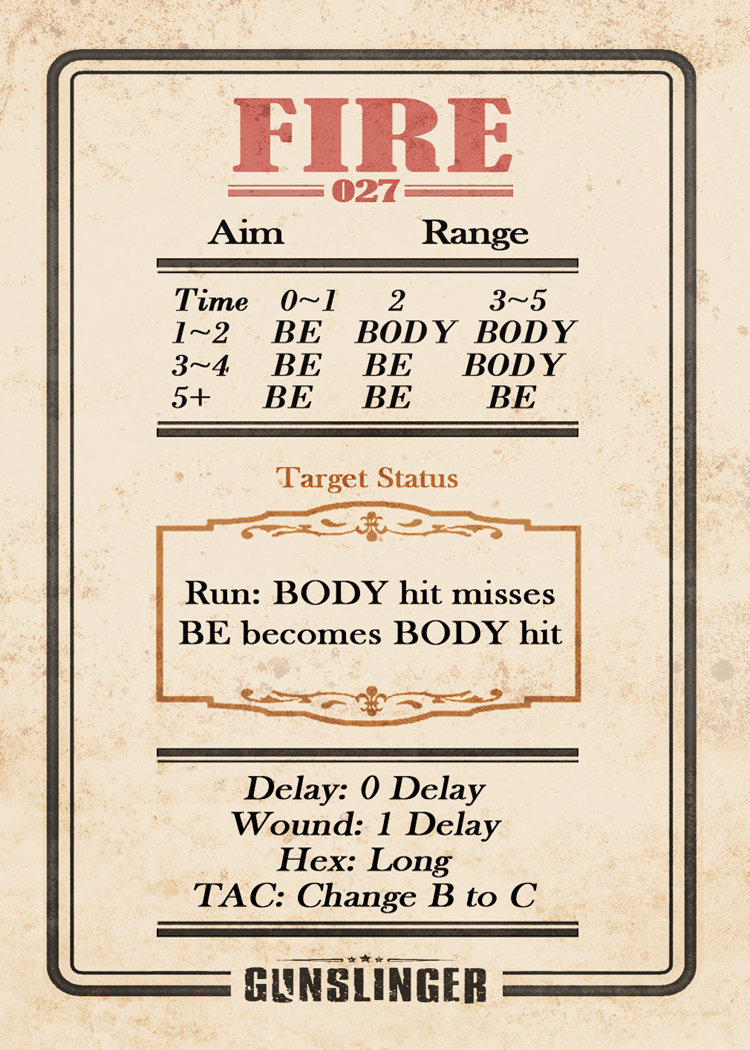 FIRE
027
Aim Range
Time 0~1 2 3~5
1~2 BE BODY BODY
3~4 BE BE BODY
5+ BE BE BE
Target Status
Run: BODY hit misses
BE becomes BODY hit
Delay: 0 Delay
Wound: 1 Delay
Hex: Long
TAC: Change B to C
GUNSLINGER